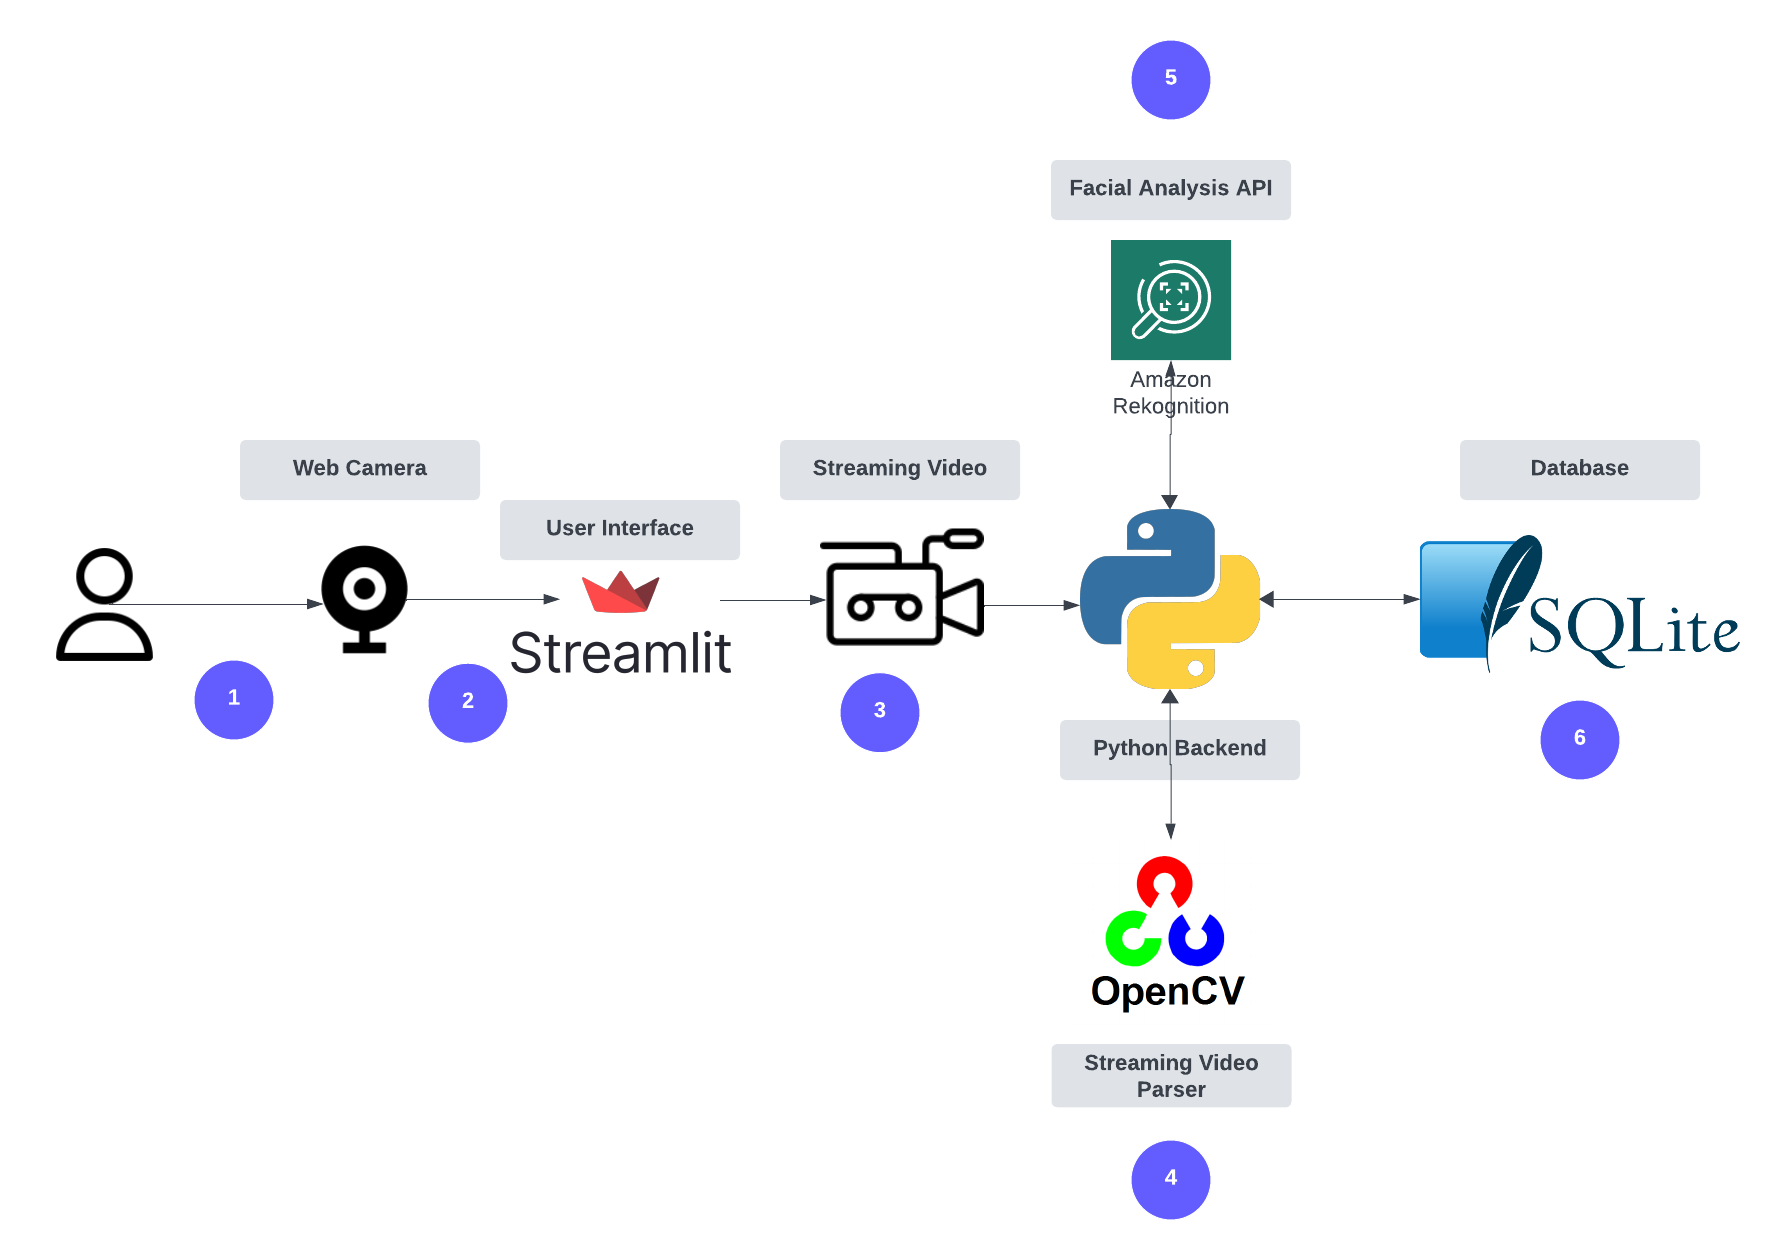 5
Facial Analysis API
Amazon
Rekognition
Web Camera
User Interface
Streaming Video
Database
Streamlit
SQLite
1
2
3
6
Python Backend
OpenCV
Streaming Video
Parser
4